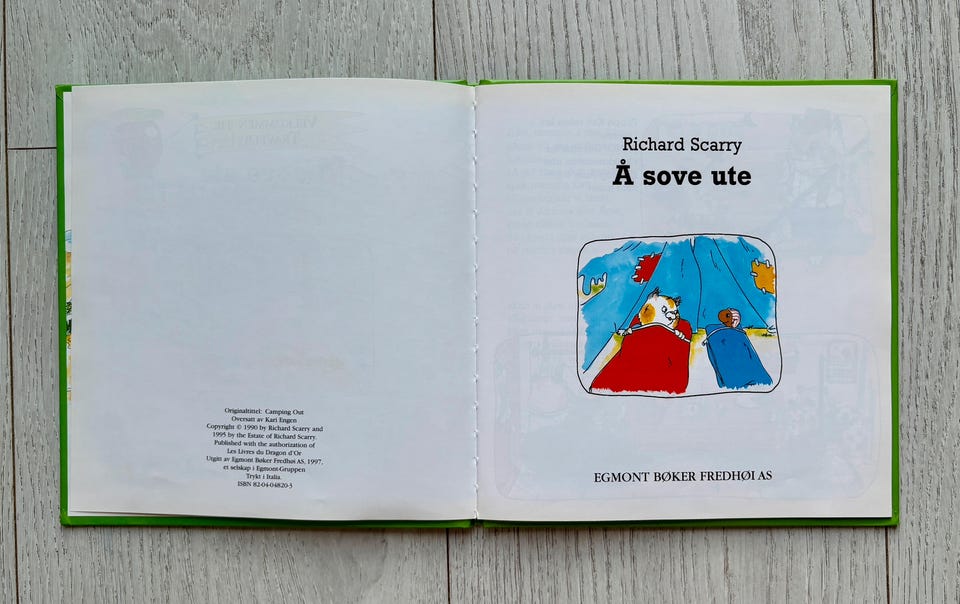 Originaltittel: Camping Out
Oversatt av Kari Engen
Copyright © 1990 by Richard Scarry and
1995 by the Estate of Richard Scarry.
Published with the authorization of
Les Livres du Dragon d'Or
Utgitt av Egmont Bøker Fredhøi AS, 1997,
et selskap i Egmont-Gruppen
Trykt i Italia.
ISBN 82-04-04820-3
Richard Scarry
Å sove ute
EGMONT BØKER FREDHØI AS